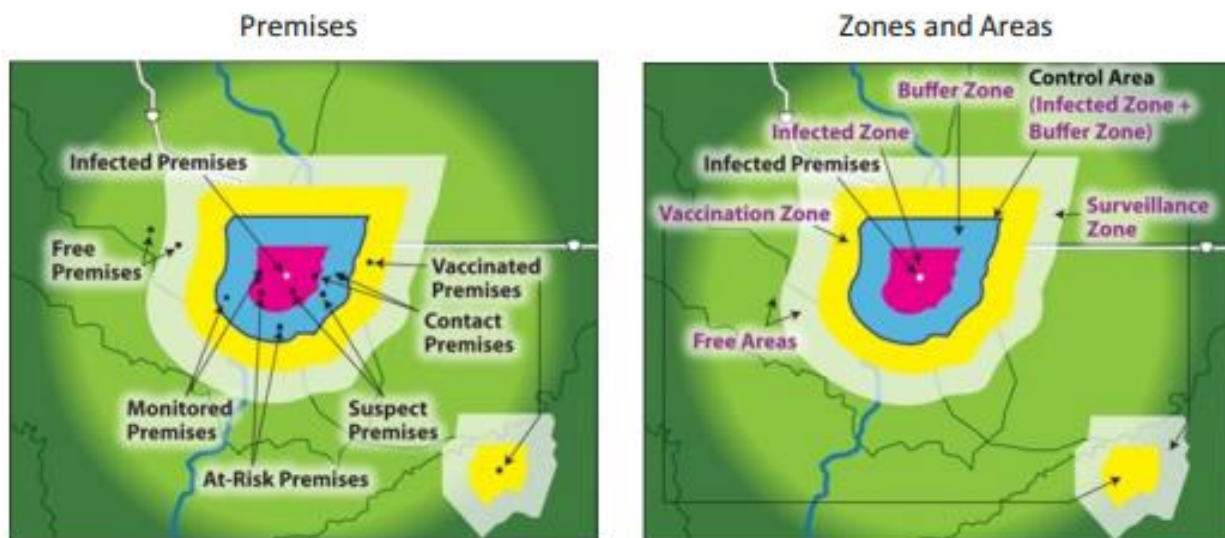 Premises
Infected Premises
Free
Premises
Vaccinated
Premises
Contact
Premises
Monitored
Premises
Suspect
Premises
At-Risk Premises
Zones and Areas
Buffer Zone
Control Area
(Infected Zone +
Buffer Zone)
Infected Zone
Infected Premises
Vaccination Zone
Surveillance
Zone
Free Areas